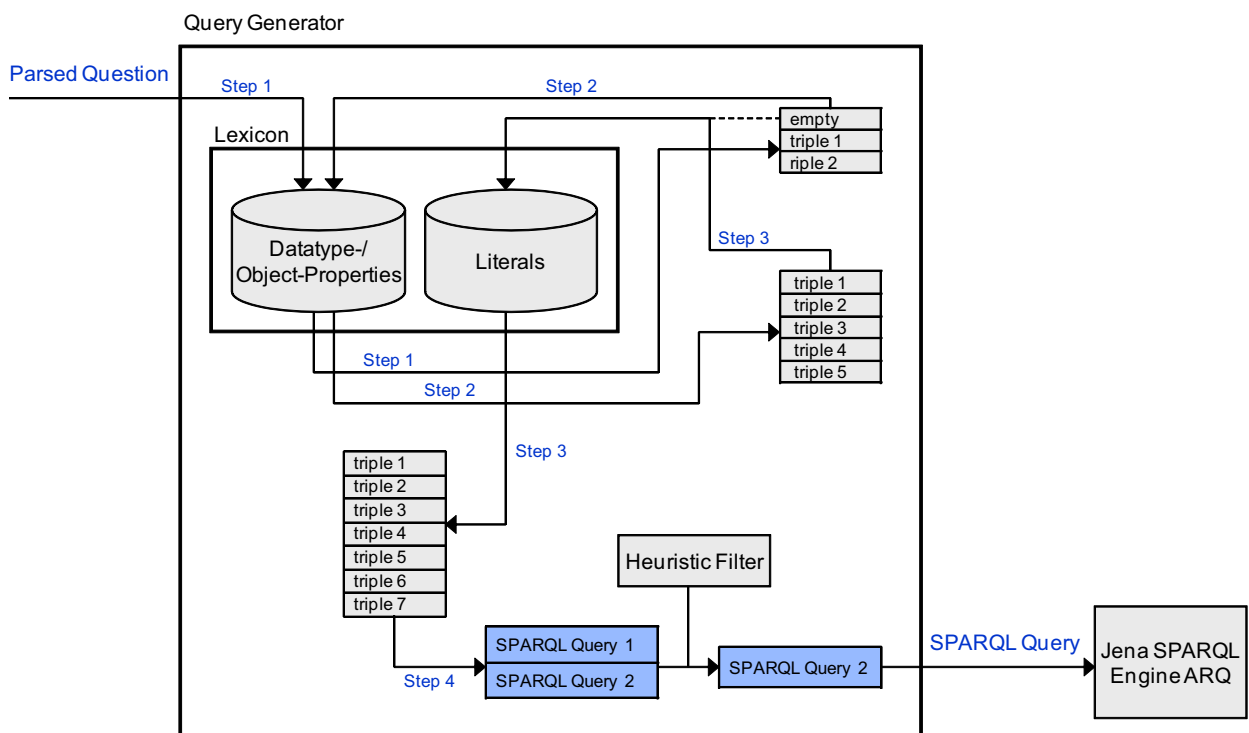 Query Generator
Parsed Question
Step 1
Step 2
empty
triple 1
riple 2
Lexicon
Datatype-/
Object-Properties
Literals
Step 3
triple 1
triple 2
triple 3
triple 4
triple 5
Step 1
Step 2
Step 3
triple 1
triple 2
triple 3
triple 4
triple 5
triple 6
triple 7
Heuristic Filter
Step 4
SPARQL Query 1
SPARQL Query 2
SPARQL Query 2
SPARQL Query
Jena SPARQL
Engine ARQ